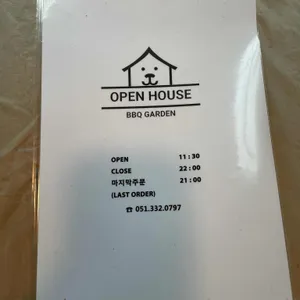 OPEN HOUSE
BBQ GARDEN
OPEN 11 : 30
CLOSE 22 : 00
마지막주문 21 : 00
(LAST ORDER)
☎ 051.332.0797